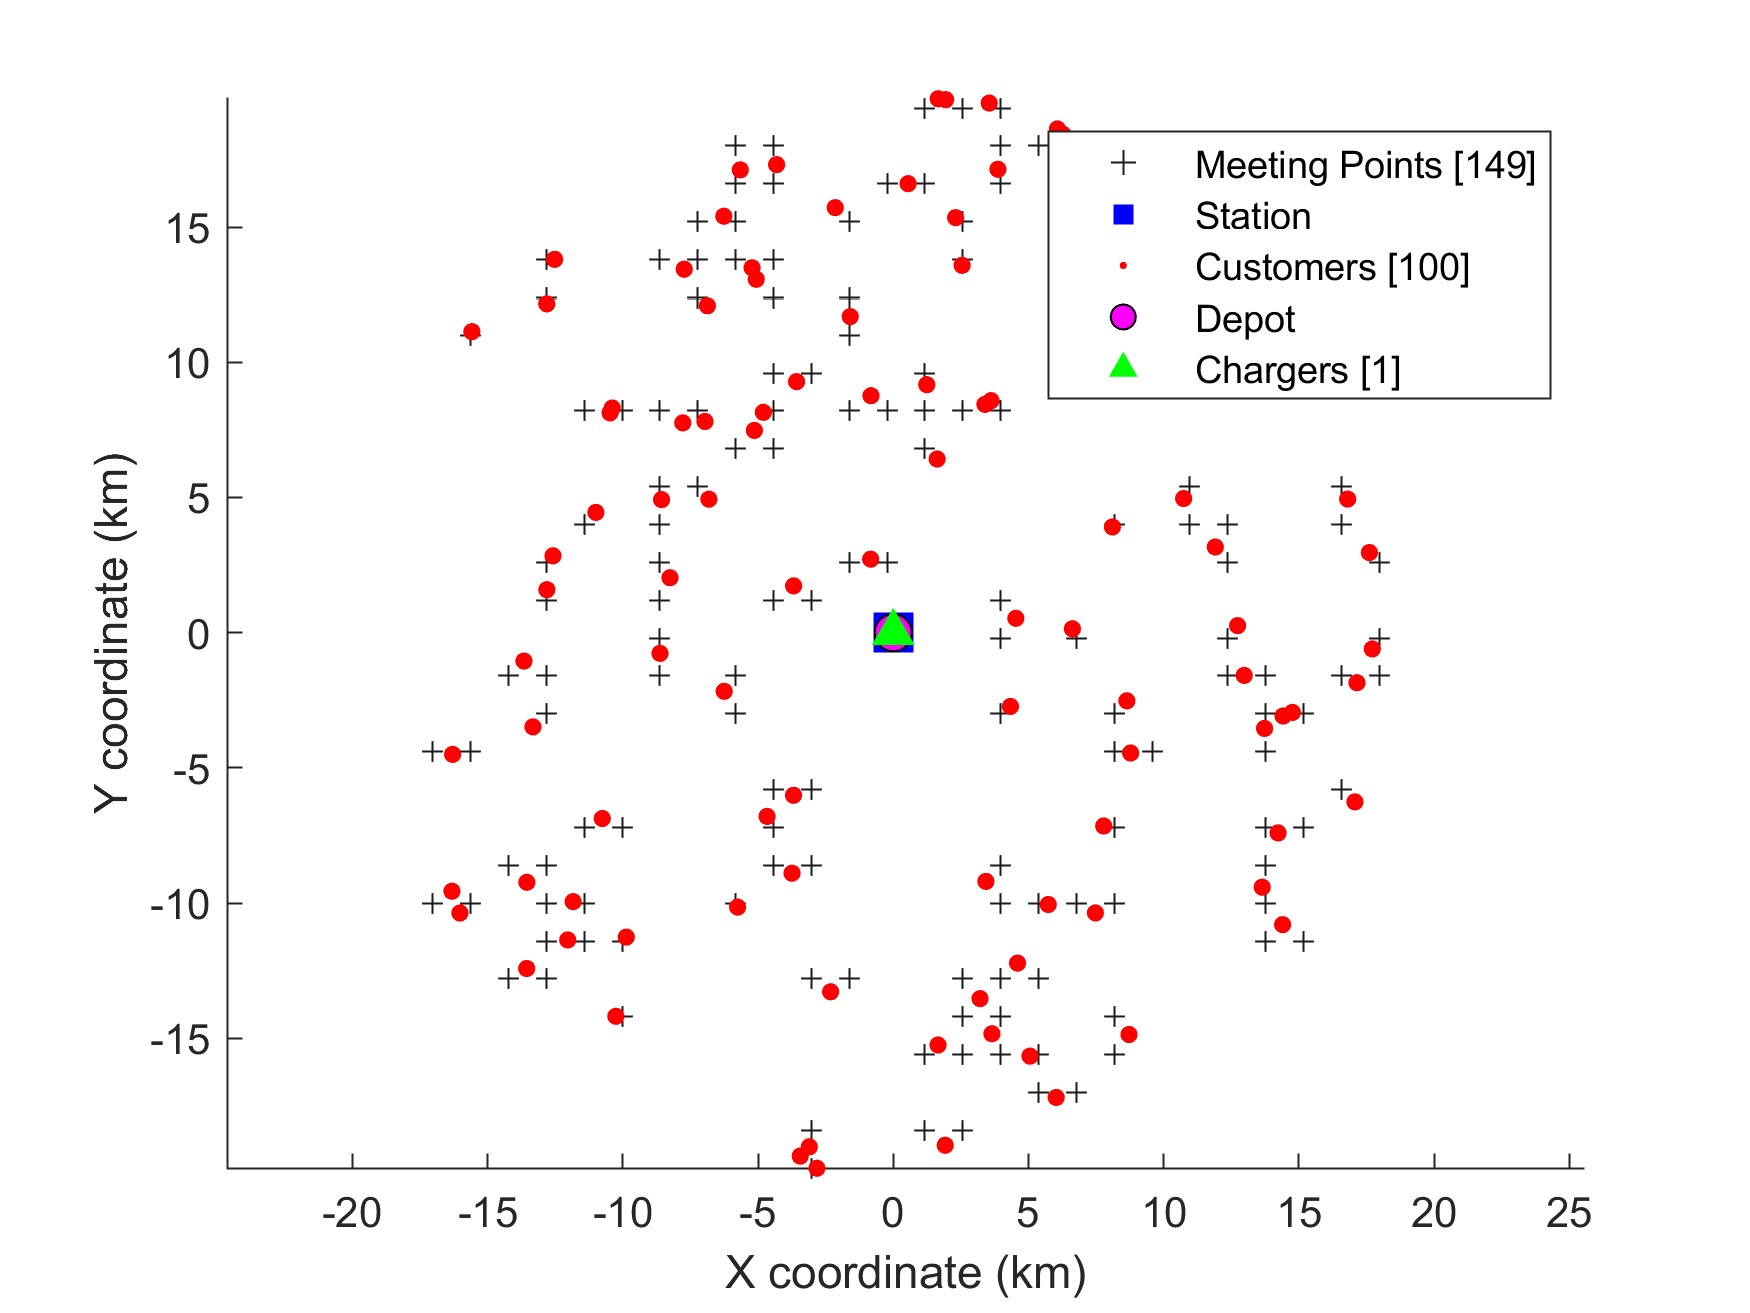 Meeting Points [149]
Station
Customers [100]
Depot
Chargers [1]
15
10
5
0
-5
-10
-15
Y coordinate (km)
-20 -15 -10 -5 0 5 10 15 20 25
X coordinate (km)